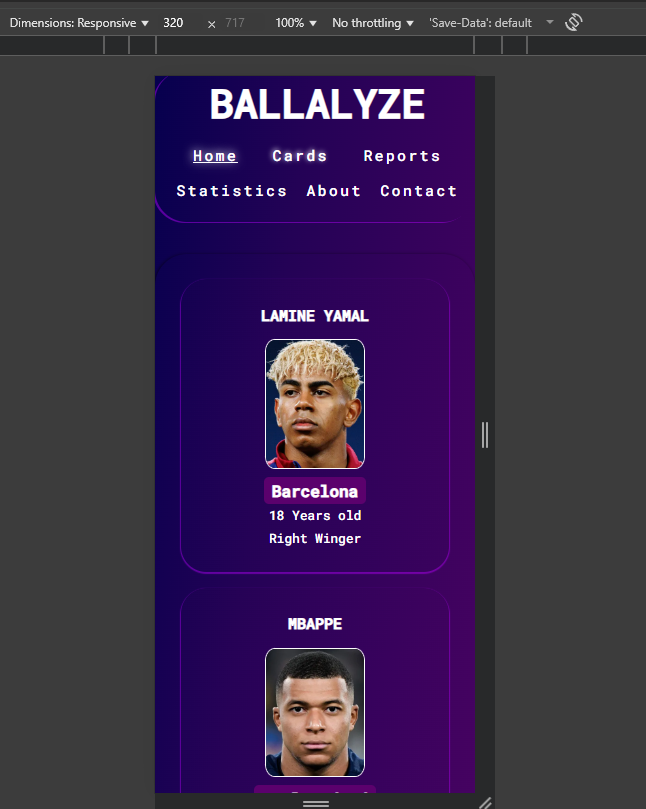 Dimensions: Responsive 320 × 717 100% No throttling 'Save-Data': default
BALLALYZE
Home Cards Reports
Statistics About Contact
LAMINE YAMAL
Barcelona
18 Years old
Right Winger
MBAPPE